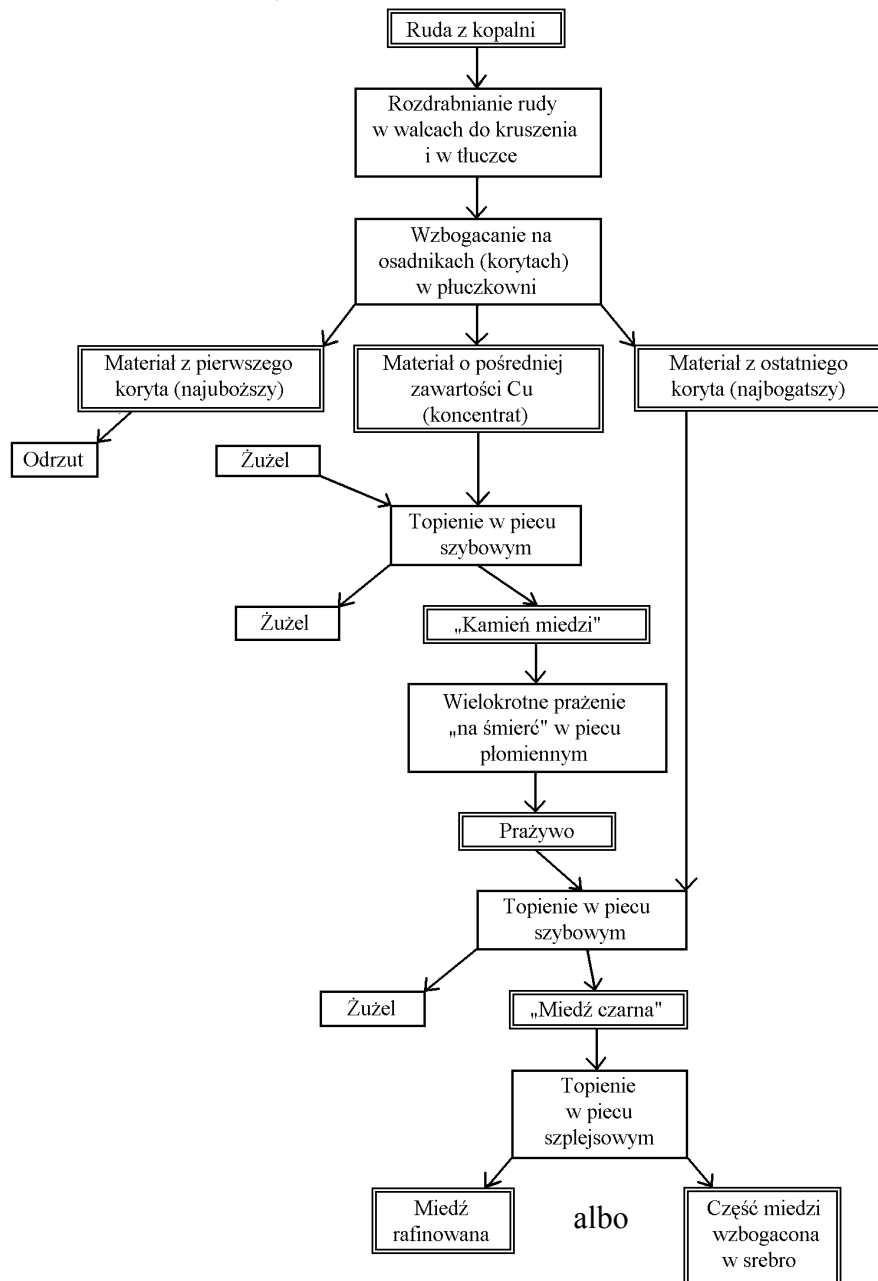 Ruda z kopalni
Rozdrabnianie rudy
w walcach do kruszenia
i w tłuczce
Wzbogacanie na
osadnikach (korytach)
w płuczkowni
Materiał z pierwszego
koryta (najuboższy)
Materiał o pośredniej
zawartości Cu
(koncentrat)
Materiał z ostatniego
koryta (najbogatszy)
Odrzut
Żużel
Topienie w piecu
szybowym
Żużel
„Kamień miedzi"
Wielokrotne prażenie
„na śmierć" w piecu
płomiennym
Prażywo
Topienie w piecu
szybowym
Żużel
„Miedź czarna"
Topienie
w piecu
szplejsowym
Miedź
rafinowana
albo
Część miedzi
wzbogacona
w srebro